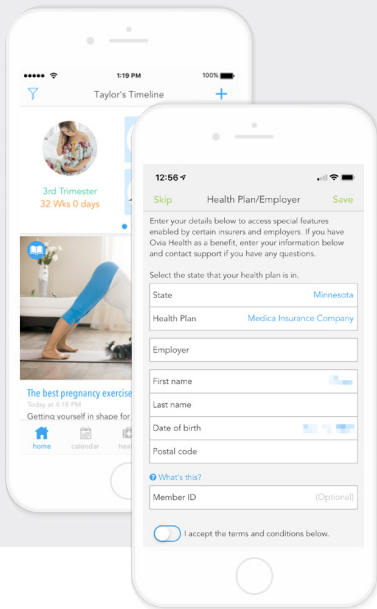 1:19 PM
100%
Taylor's Timeline
+
3rd Trimester
32 Wks 0 days
The best pregnancy exercise
Today at 4:18 PM
Getting yourself in shape for
home
calendar
12:56
Skip
Health Plan/Employer
Save
Enter your details below to access special features
enabled by certain insurers and employers. If you have
Ovia Health as a benefit, enter your information below
and contact support if you have any questions.
Select the state that your health plan is in.
State
Minnesota
Health Plan
Medica Insurance Company
Employer
First name
Last name
Date of birth
Postal code
? What's this?
Member ID
(Optional)
I accept the terms and conditions below.